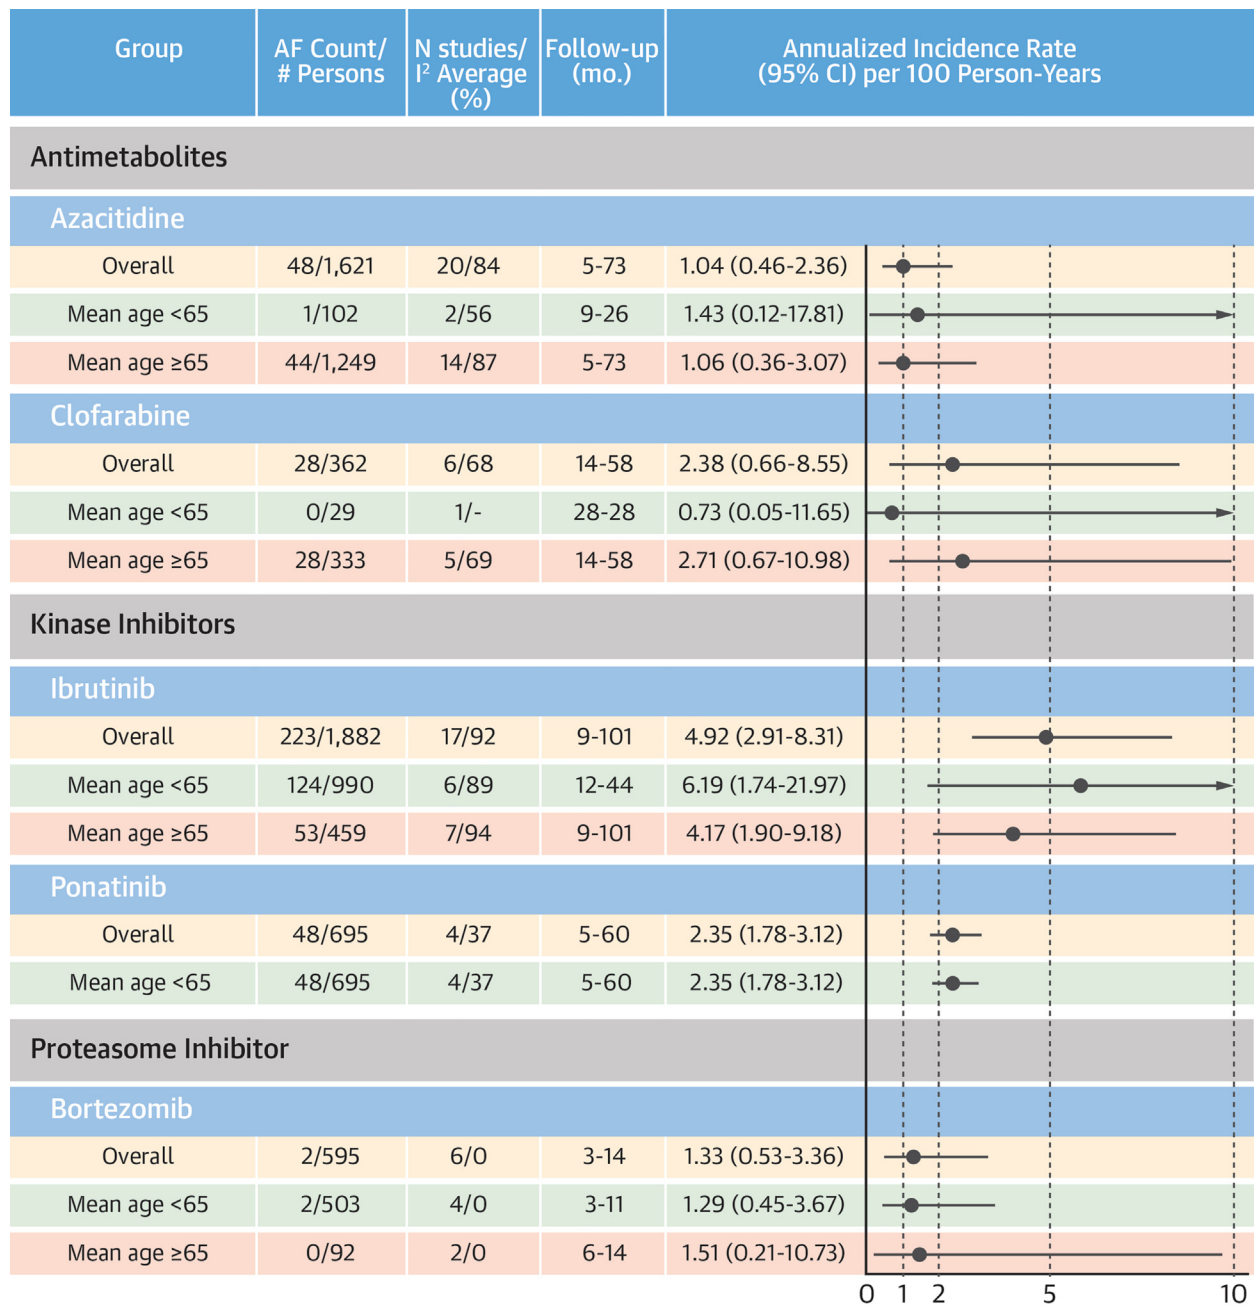 Group AF Count/ # Persons N studies/ I² Average (%) Follow-up (mo.) Annualized Incidence Rate (95% CI) per 100 Person-Years
Antimetabolites
Azacitidine
Overall 48/1,621 20/84 5-73 1.04 (0.46-2.36)
Mean age <65 1/102 2/56 9-26 1.43 (0.12-17.81)
Mean age ≥65 44/1,249 14/87 5-73 1.06 (0.36-3.07)
Clofarabine
Overall 28/362 6/68 14-58 2.38 (0.66-8.55)
Mean age <65 0/29 1/- 28-28 0.73 (0.05-11.65)
Mean age ≥65 28/333 5/69 14-58 2.71 (0.67-10.98)
Kinase Inhibitors
Ibrutinib
Overall 223/1,882 17/92 9-101 4.92 (2.91-8.31)
Mean age <65 124/990 6/89 12-44 6.19 (1.74-21.97)
Mean age ≥65 53/459 7/94 9-101 4.17 (1.90-9.18)
Ponatinib
Overall 48/695 4/37 5-60 2.35 (1.78-3.12)
Mean age <65 48/695 4/37 5-60 2.35 (1.78-3.12)
Proteasome Inhibitor
Bortezomib
Overall 2/595 6/0 3-14 1.33 (0.53-3.36)
Mean age <65 2/503 4/0 3-11 1.29 (0.45-3.67)
Mean age ≥65 0/92 2/0 6-14 1.51 (0.21-10.73)
0 1 2 5 10